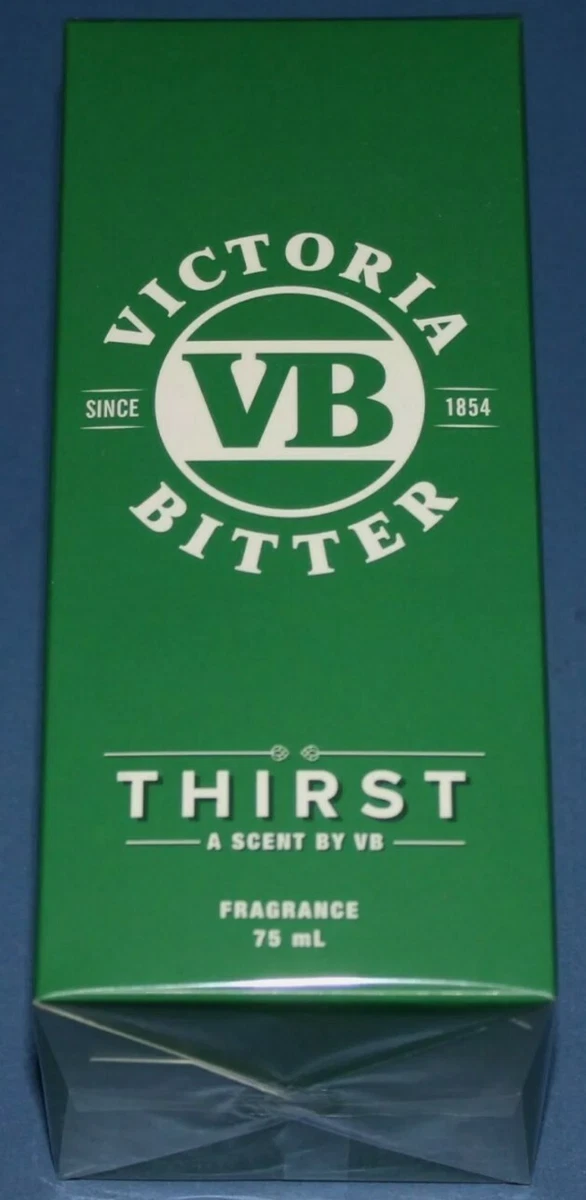 VICTORIA
SINCE
VB
1854
BITTER
THIRST
A SCENT BY VB
FRAGRANCE
75 mL